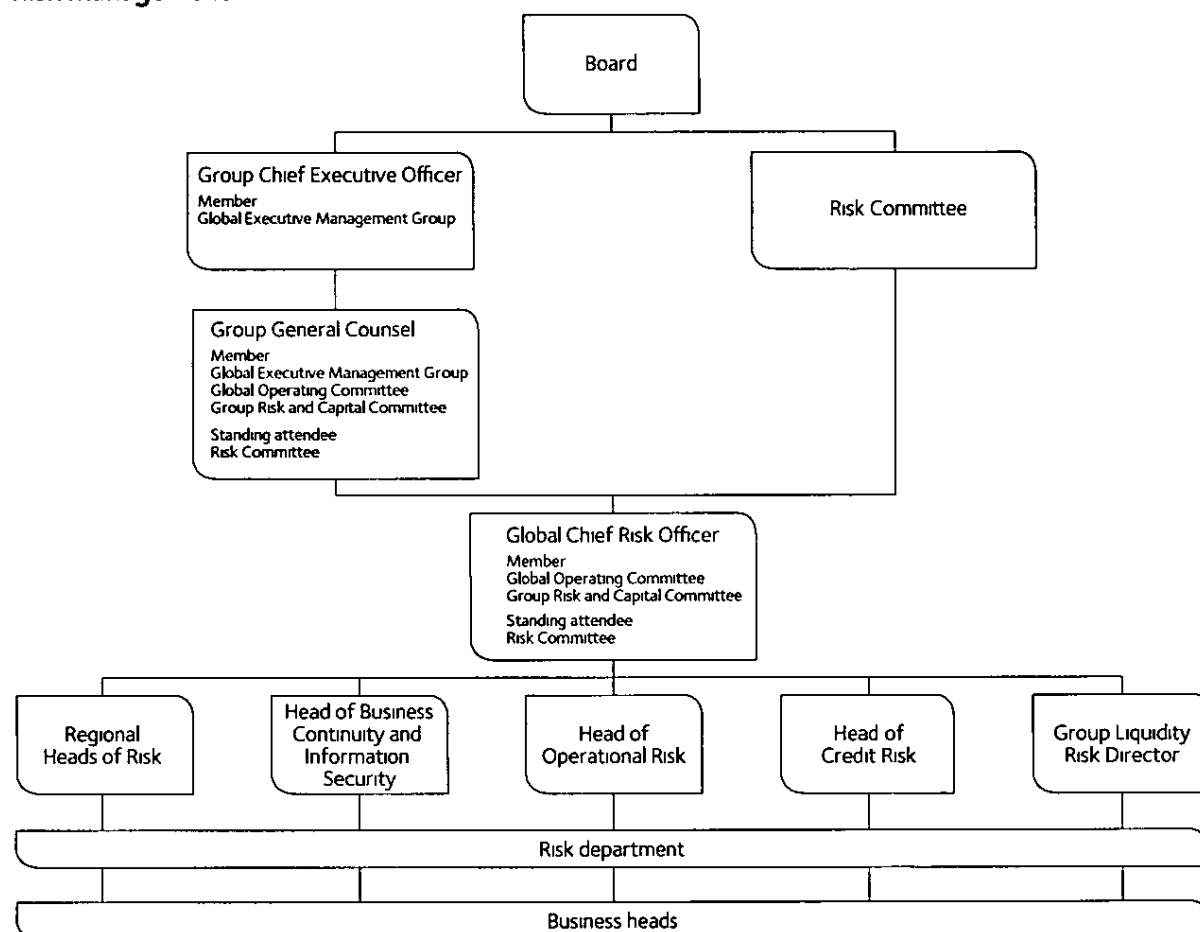 Board
Group Chief Executive Officer
Member
Global Executive Management Group
Risk Committee
Group General Counsel
Member
Global Executive Management Group
Global Operating Committee
Group Risk and Capital Committee
Standing attendee
Risk Committee
Global Chief Risk Officer
Member
Global Operating Committee
Group Risk and Capital Committee
Standing attendee
Risk Committee
Regional
Heads of Risk
Head of Business
Continuity and
Information
Security
Head of
Operational Risk
Head of
Credit Risk
Group Liquidity
Risk Director
Risk department
Business heads